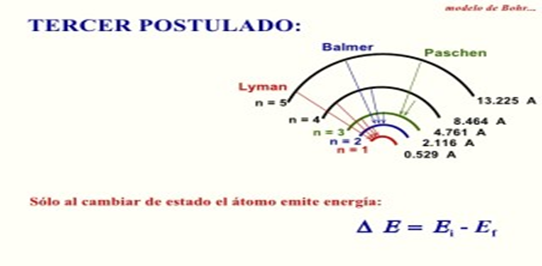 modelo de Bohr...
TERCER POSTULADO:
Balmer
Paschen
Lyman
n = 5
13.225 A
n = 4
8.464 A
n = 3
4.761 A
n = 2
2.116 A
n = 1
0.529 A
Sólo al cambiar de estado el átomo emite energía:
Δ E = Ei - Ef